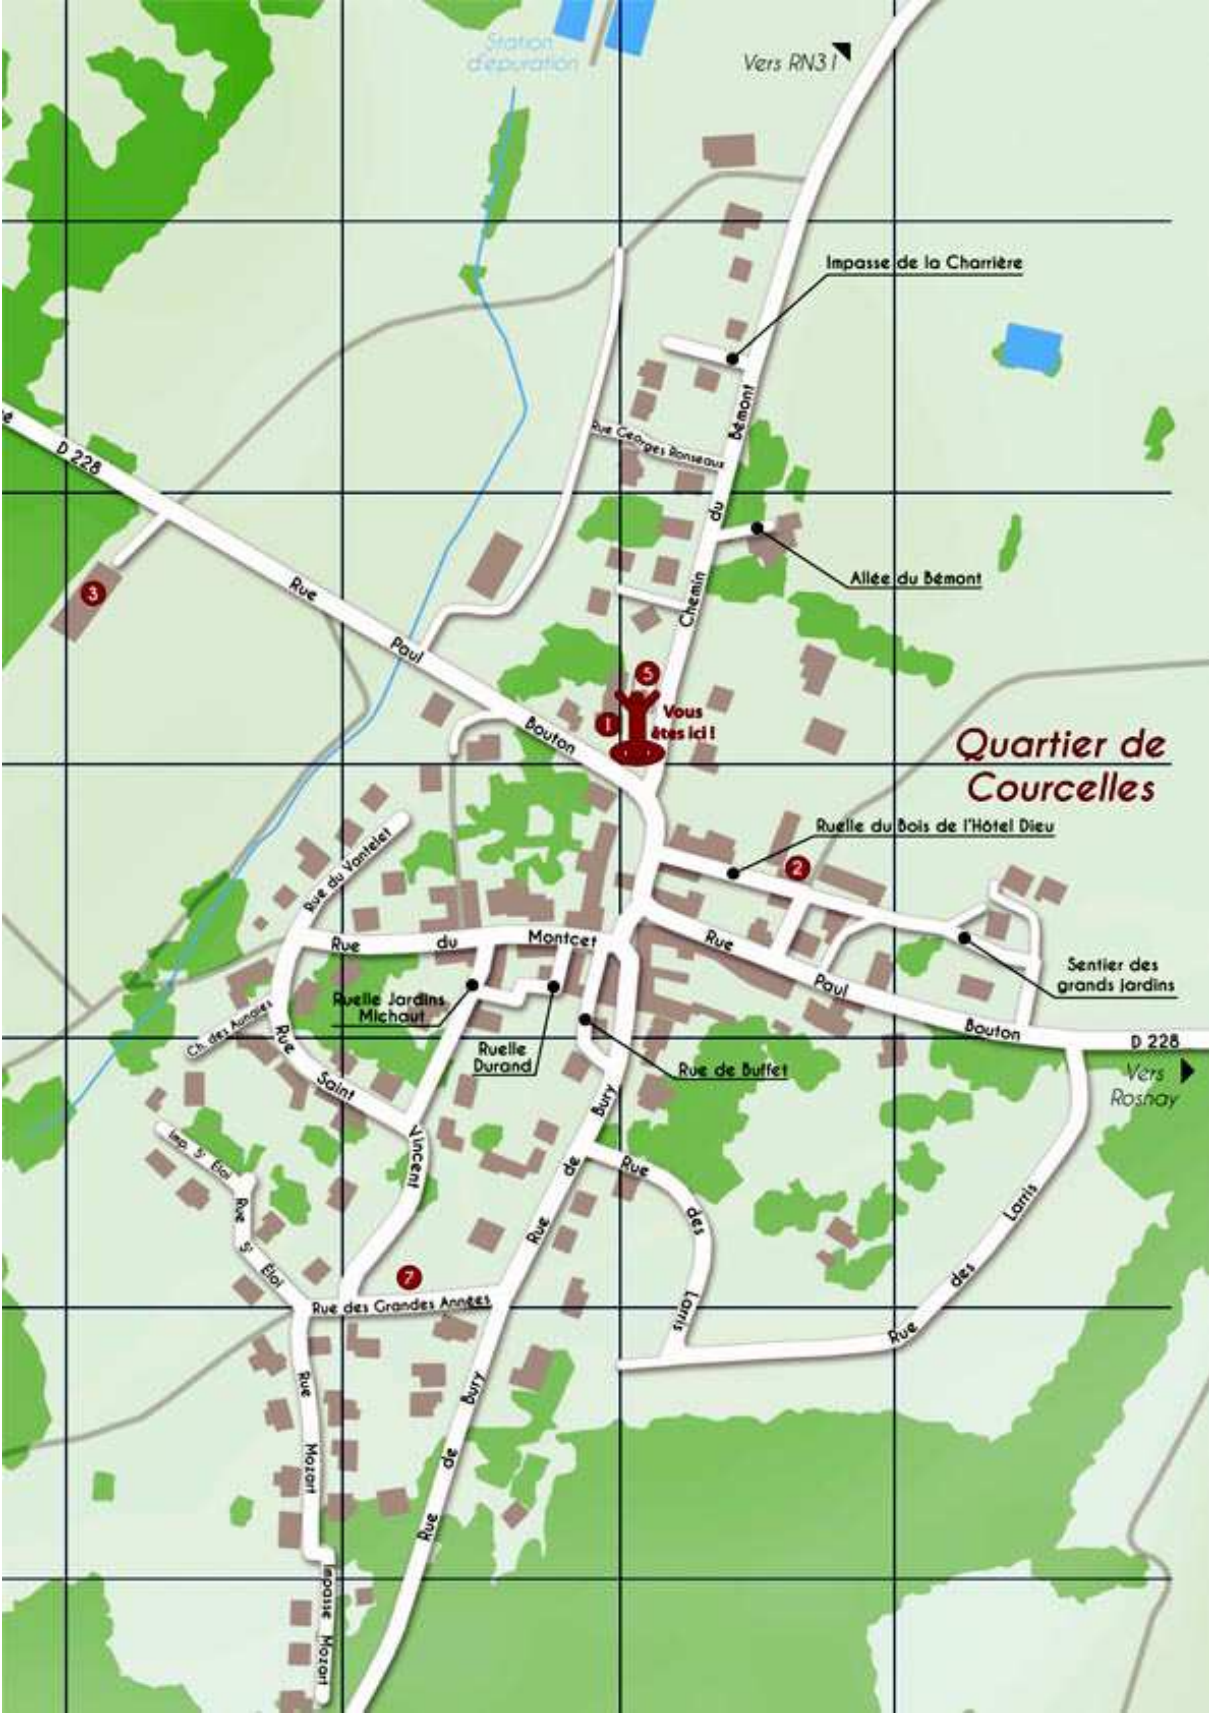 Station
d'épuration
Vers RN31
Impasse de la Charrière
Bémont
Rue Georges Ronseaux
D 228
du
Allée du Bémont
3
Rue
Chemin
Paul
5
1
Vous
êtes ici !
Bouton
Quartier de
Courcelles
Ruelle du Bois de l'Hôtel Dieu
2
Rue du Vantelet
Rue du Montcet
Rue
Paul
Bouton
Sentier des
grands jardins
Ruelle Jardins
Michaut
Ch. des Aunaies
Rue
Saint
Vincent
Ruelle
Durand
Rue de Buffet
D 228
Vers
Rosnay
Bury
de
Rue
Imp. St Éloi
Rue
St
Éloi
Rue
des
Larris
Larris
des
Rue
7
Rue des Grandes Années
Rue
Mozart
Bury
de
Rue
Impasse
Mozart